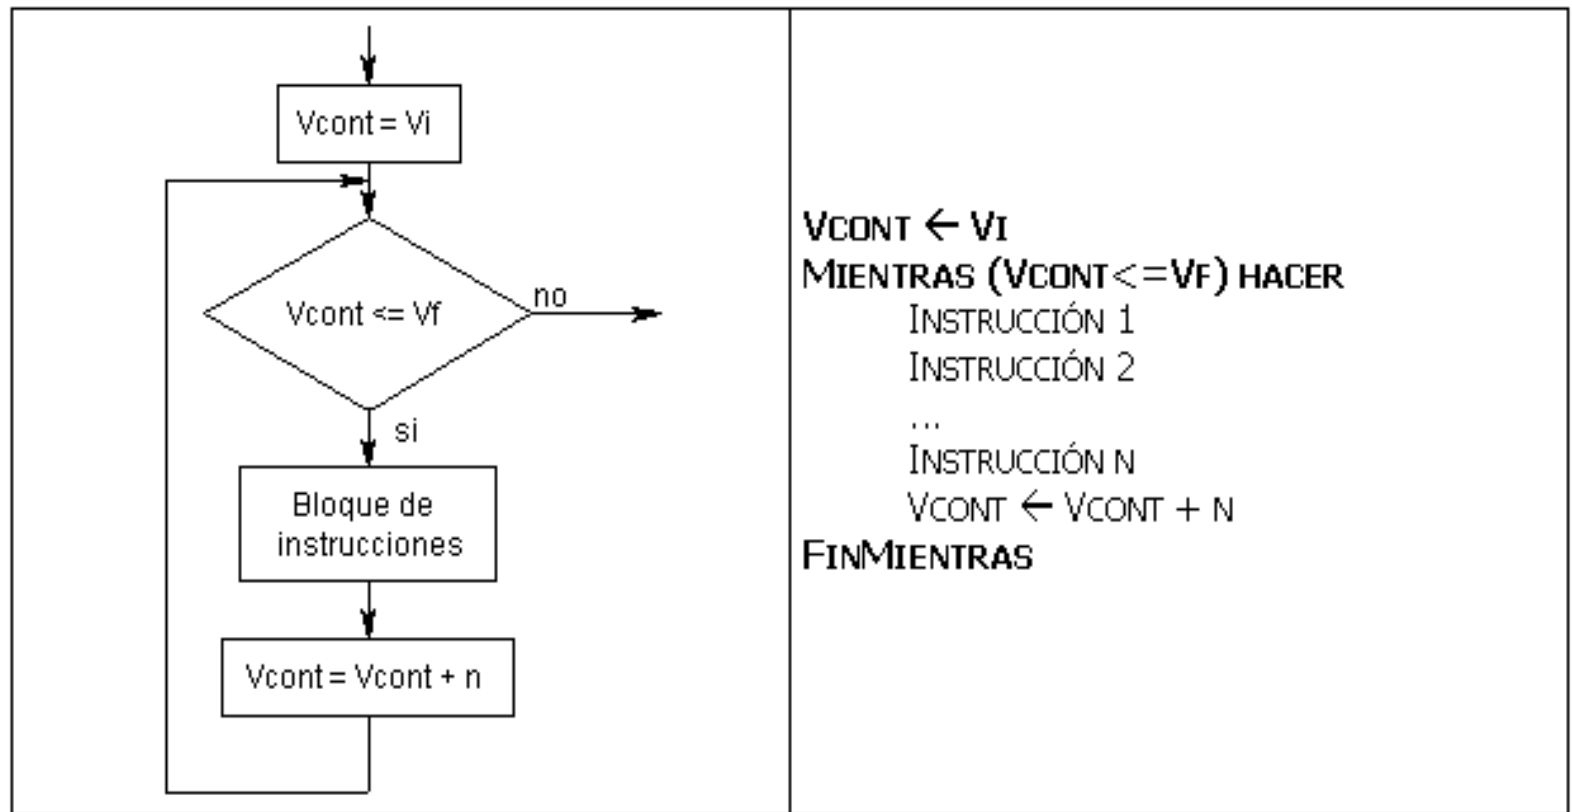 Vcont = Vi
Vcont <= Vf
no
si
Bloque de
instrucciones
Vcont = Vcont + n
VCONT ← VI
MIENTRAS (VCONT<=VF) HACER
INSTRUCCIÓN 1
INSTRUCCIÓN 2
...
INSTRUCCIÓN N
VCONT ← VCONT + N
FINMIENTRAS